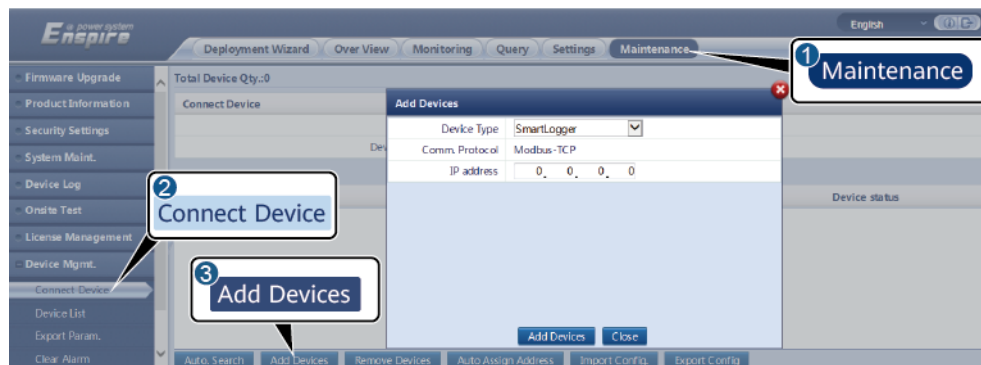 power system
Enspire
English
Deployment Wizard Over View Monitoring Query Settings Maintenance
1
Maintenance
Firmware Upgrade
Total Device Qty.:0
Product Information
Connect Device
Add Devices
Security Settings
Device Type SmartLogger
System Maint.
Dev
Comm. Protocol Modbus-TCP
IP address 0. 0. 0. 0
Device Log
2
Connect Device
Device status
Onsite Test
License Management
Device Mgmt.
3
Add Devices
Connect Device
Device List
Export Param.
Add Devices Close
Clear Alarm
Auto. Search Add Devices Remove Devices Auto Assign Address Import Config. Export Config